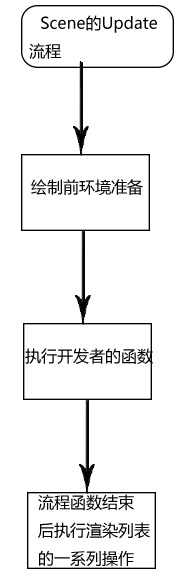 Scene的Update
流程
绘制前环境准备
执行开发者的函数
流程函数结束
后执行渲染列表
的一系列操作